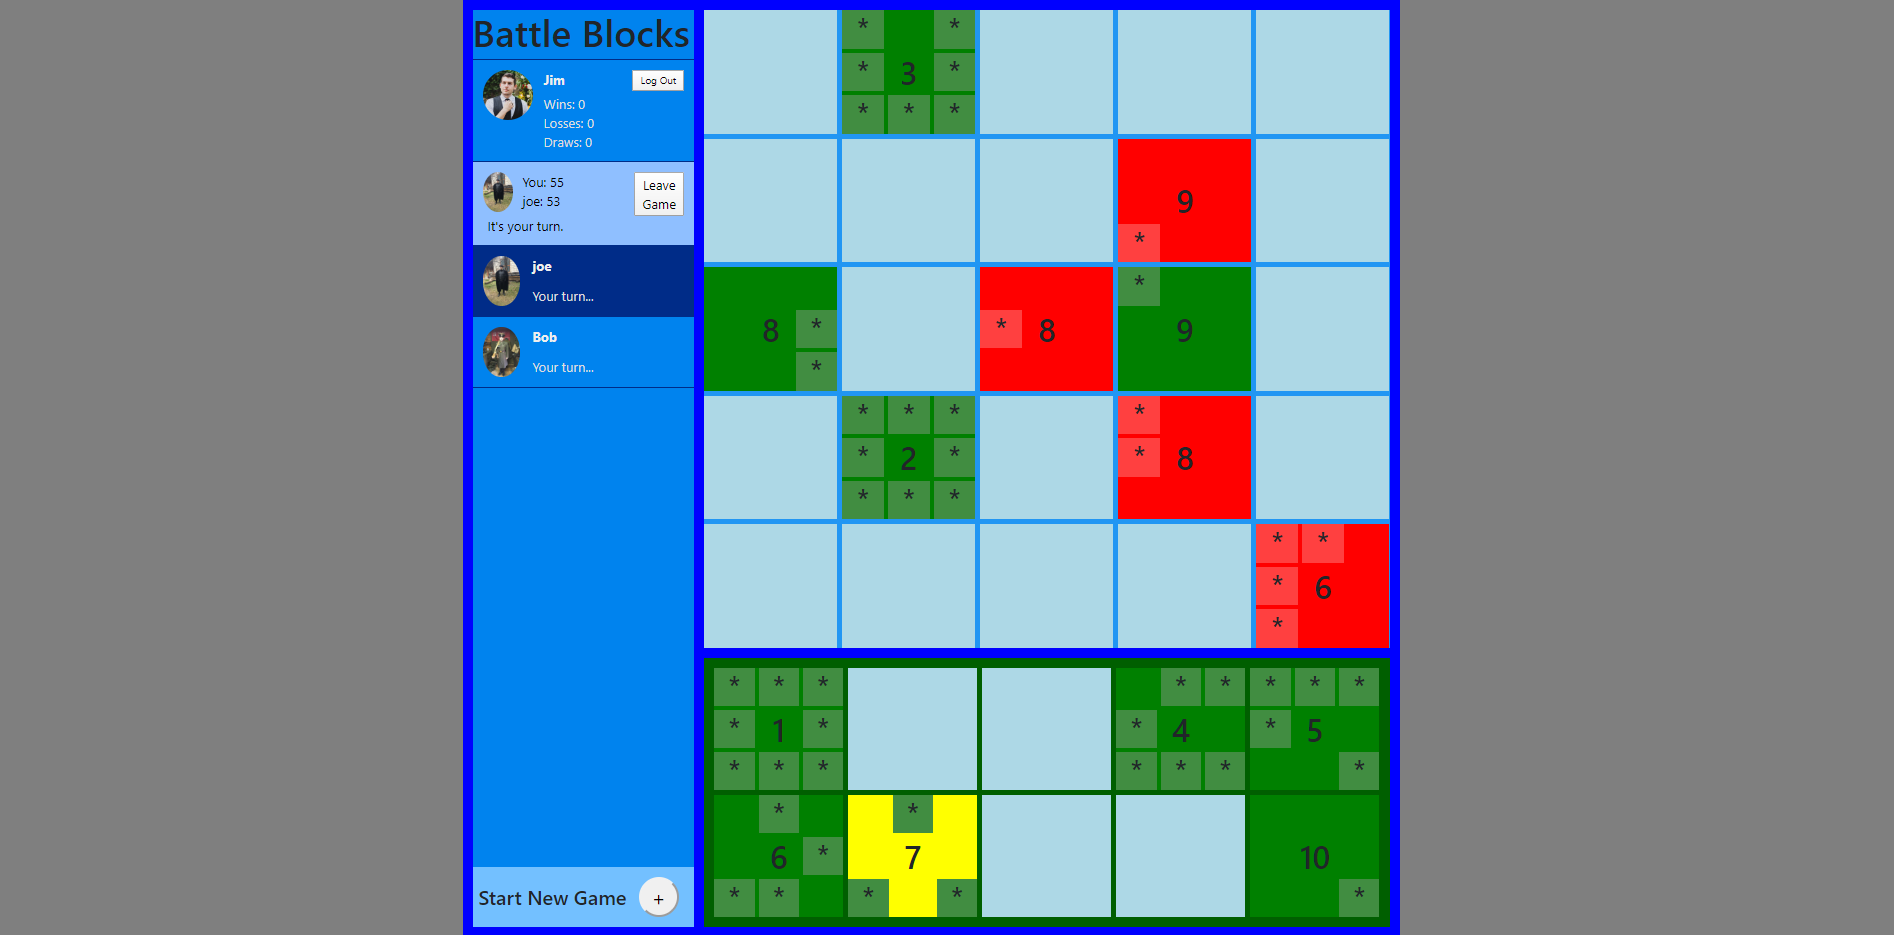 Battle Blocks
Jim
Log Out
Wins: 0
Losses: 0
Draws: 0
You: 55
joe: 53
Leave
Game
It's your turn.
joe
Your turn...
Bob
Your turn...
Start New Game +
* *
* 3 *
* * *
9
*
*
8 * * 8 9
*
* * * *
* 2 * * 8
* * *
* *
* 6
*
* * * * * * * *
* 1 * * 4 * 5
* * * * * * *
* *
6 * 7 10
* * * * *